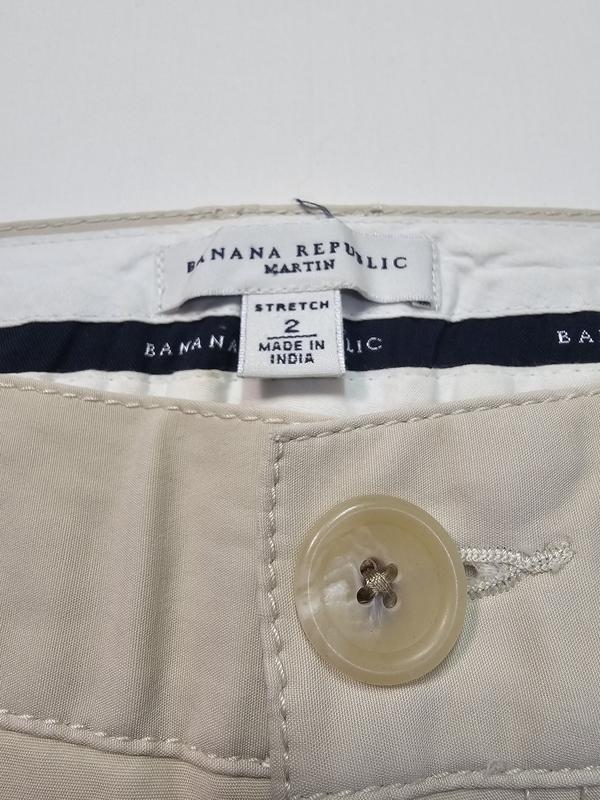 BANANA REPUBLIC
MARTIN
STRETCH
2
MADE IN
INDIA
BANANA LIC BA